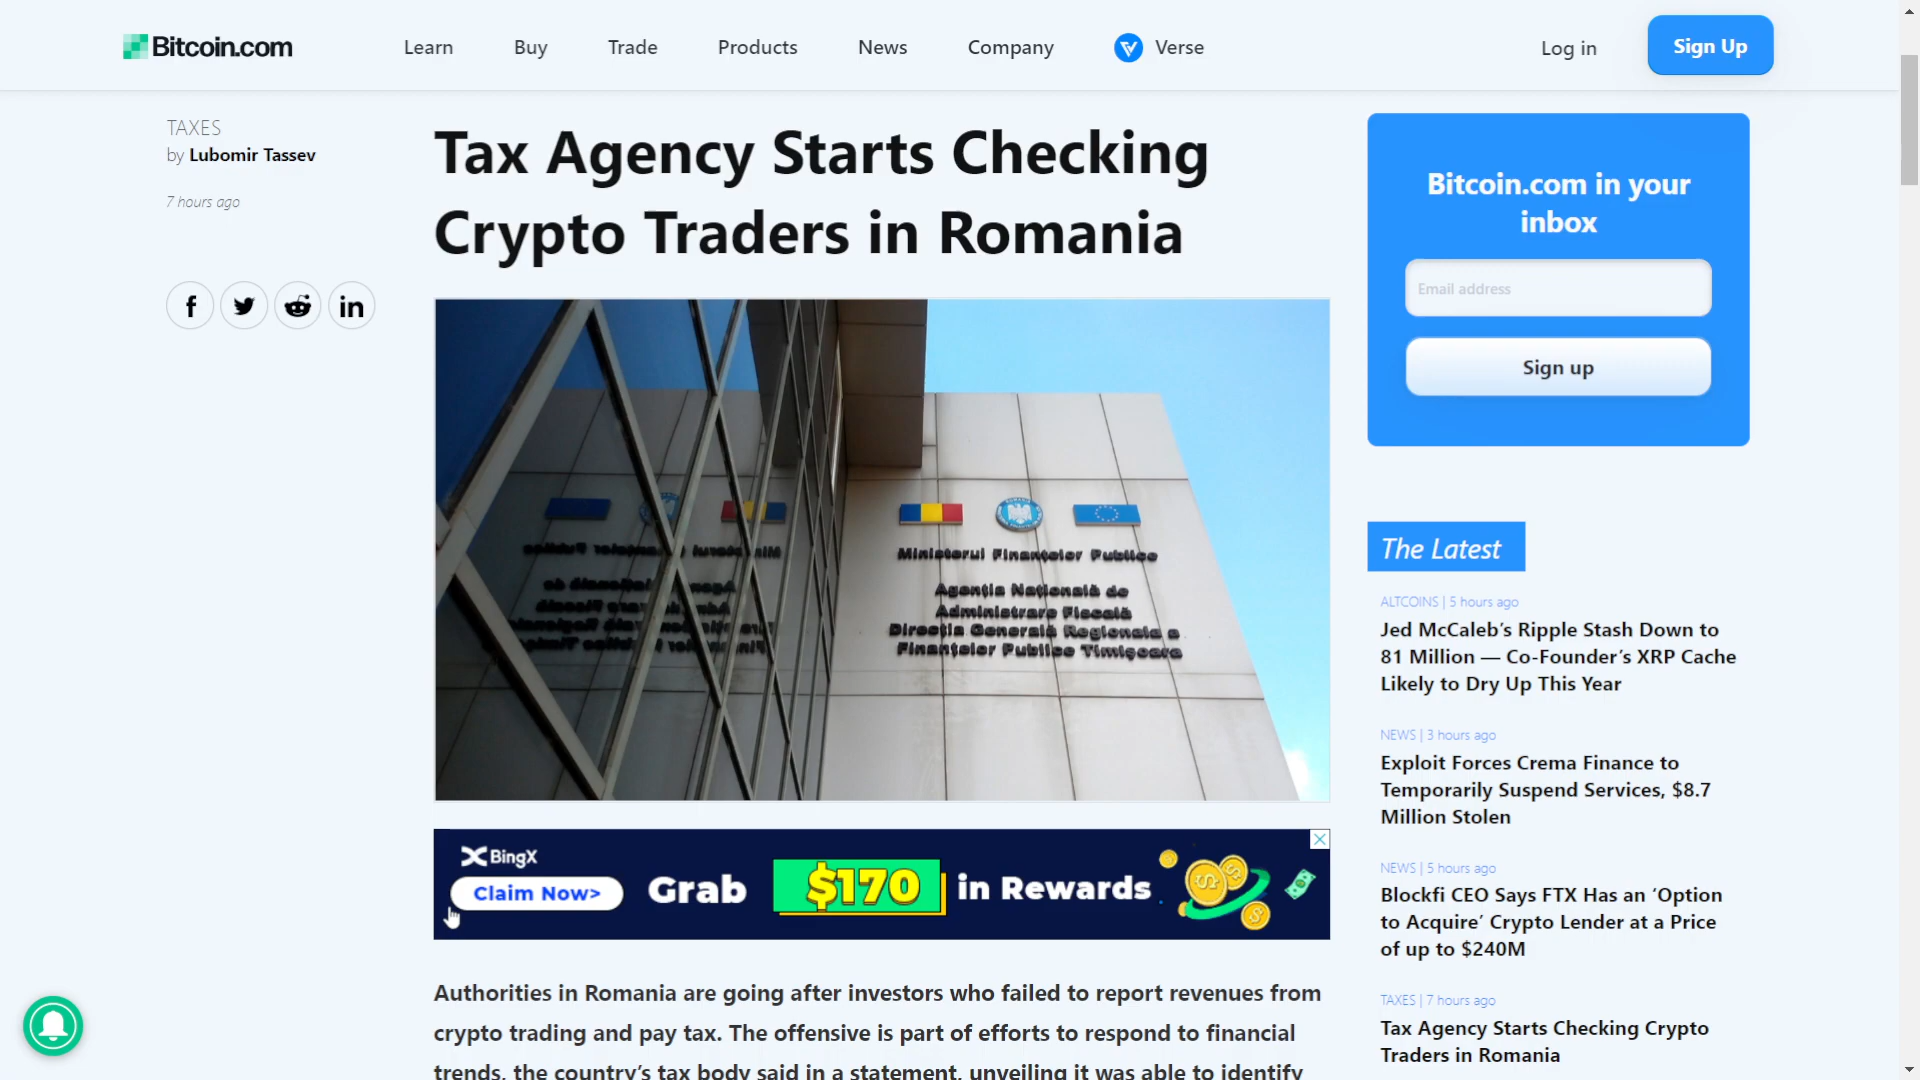 Bitcoin.com
Learn
Buy
Trade
Products
News
Company
Verse
Log in
Sign Up
TAXES
by Lubomir Tassev
7 hours ago
Tax Agency Starts Checking
Crypto Traders in Romania
Ministerul Finanțelor Publice
Agenția Națională de
Administrare Fiscală
Direcția Generală Regională a
Finanțelor Publice Timișoara
BingX
Claim Now>
Grab $170 in Rewards
Authorities in Romania are going after investors who failed to report revenues from
crypto trading and pay tax. The offensive is part of efforts to respond to financial
trends, the country's tax body said in a statement, unveiling it was able to identify
Bitcoin.com in your
inbox
Email address
Sign up
The Latest
ALTCOINS | 5 hours ago
Jed McCaleb's Ripple Stash Down to
81 Million — Co-Founder's XRP Cache
Likely to Dry Up This Year
NEWS | 3 hours ago
Exploit Forces Crema Finance to
Temporarily Suspend Services, $8.7
Million Stolen
NEWS | 5 hours ago
Blockfi CEO Says FTX Has an ‘Option
to Acquire’ Crypto Lender at a Price
of up to $240M
TAXES | 7 hours ago
Tax Agency Starts Checking Crypto
Traders in Romania